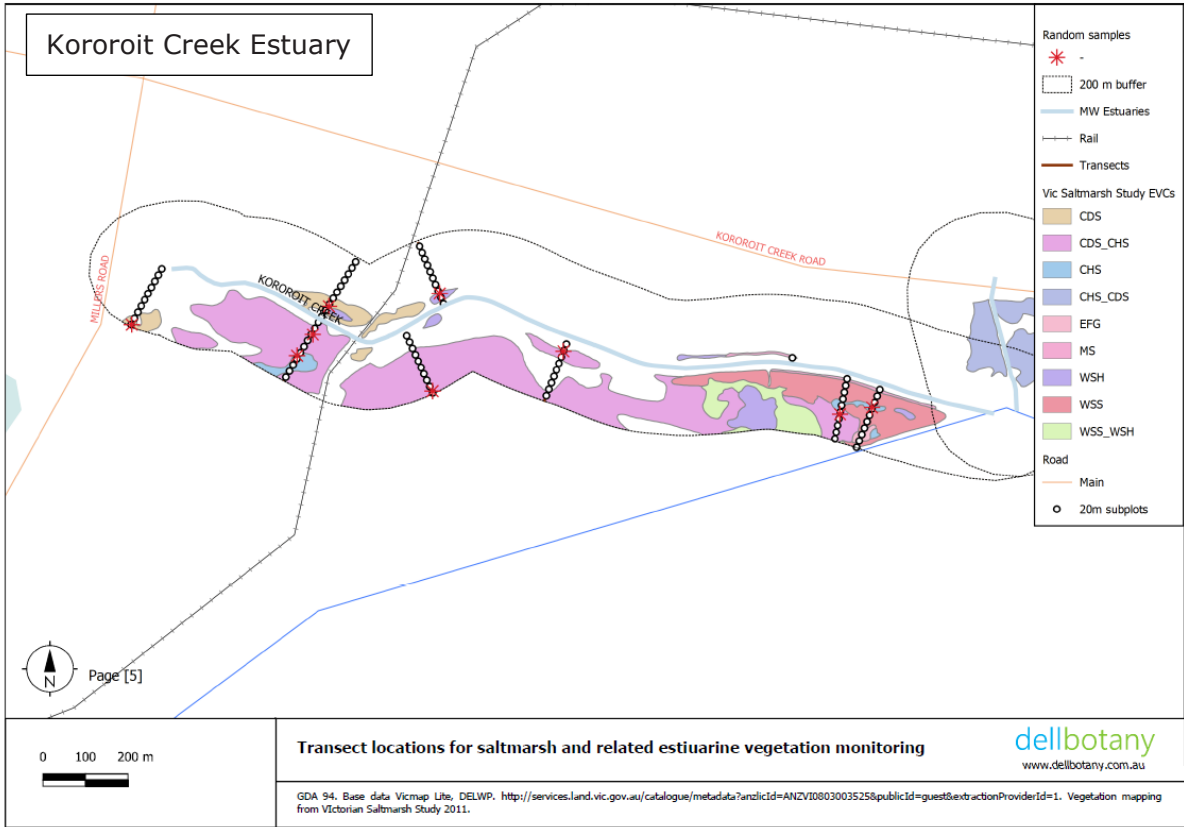 Kororoit Creek Estuary
Random samples
-
200 m buffer
MW Estuaries
Rail
Transects
Vic Saltmarsh Study EVCs
CDS
CDS_CHS
CHS
CHS_CDS
EFG
MS
WSH
WSS
WSS_WSH
Road
Main
20m subplots
MILLERS ROAD
KOROROIT CREEK
KOROROIT CREEK ROAD
N
Page [5]
0 100 200 m
Transect locations for saltmarsh and related estiuarine vegetation monitoring
dellbotany
www.dellbotany.com.au
GDA 94. Base data Vicmap Lite, DELWP. http://services.land.vic.gov.au/catalogue/metadata?anzlicId=ANZVI0803003525&publicId=guest&extractionProviderId=1. Vegetation mapping
from VIctorian Saltmarsh Study 2011.